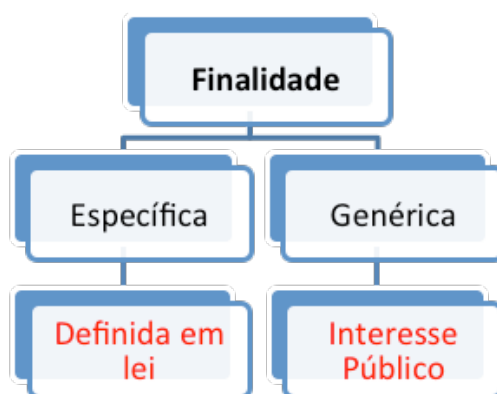 Finalidade
Específica
Genérica
Definida em
lei
Interesse
Público